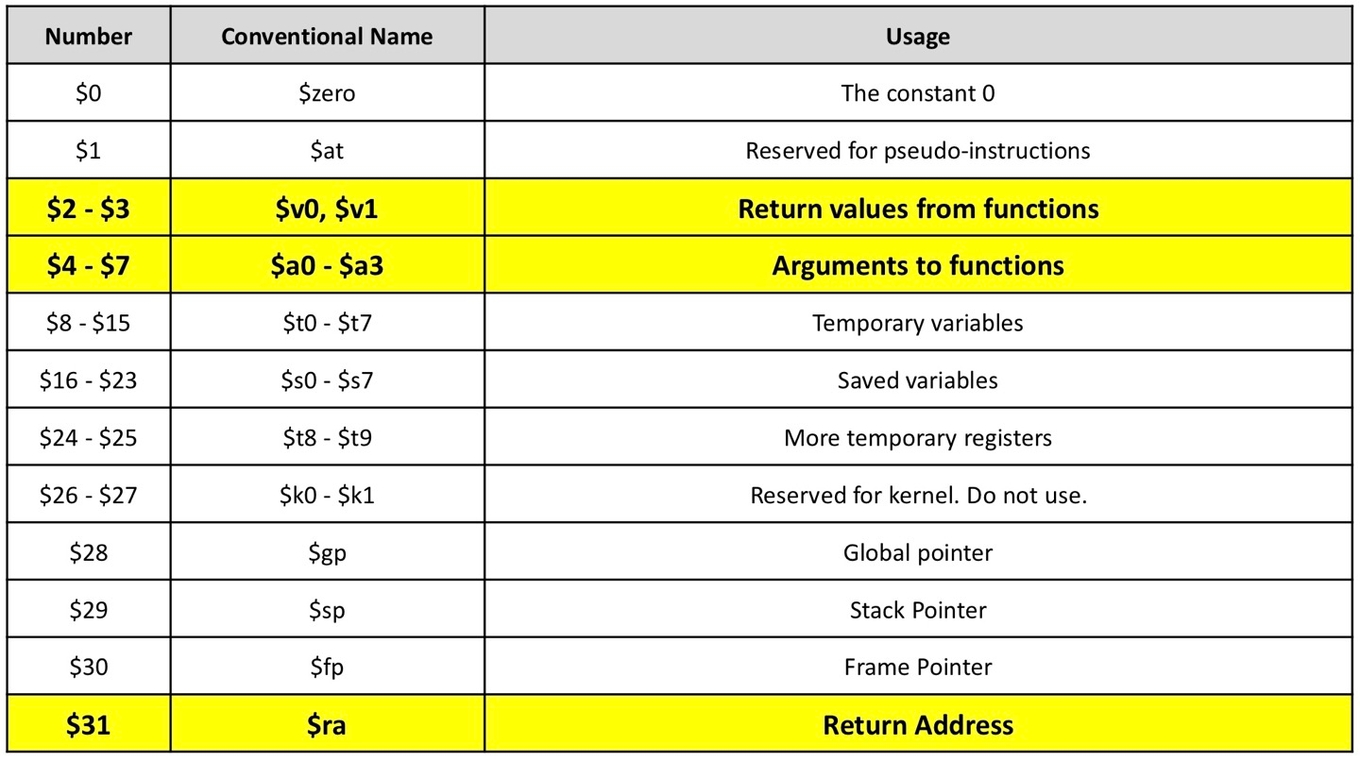 Number Conventional Name Usage
$0 $zero The constant 0
$1 $at Reserved for pseudo-instructions
$2 - $3 $v0, $v1 Return values from functions
$4 - $7 $a0 - $a3 Arguments to functions
$8 - $15 $t0 - $t7 Temporary variables
$16 - $23 $s0 - $s7 Saved variables
$24 - $25 $t8 - $t9 More temporary registers
$26 - $27 $k0 - $k1 Reserved for kernel. Do not use.
$28 $gp Global pointer
$29 $sp Stack Pointer
$30 $fp Frame Pointer
$31 $ra Return Address